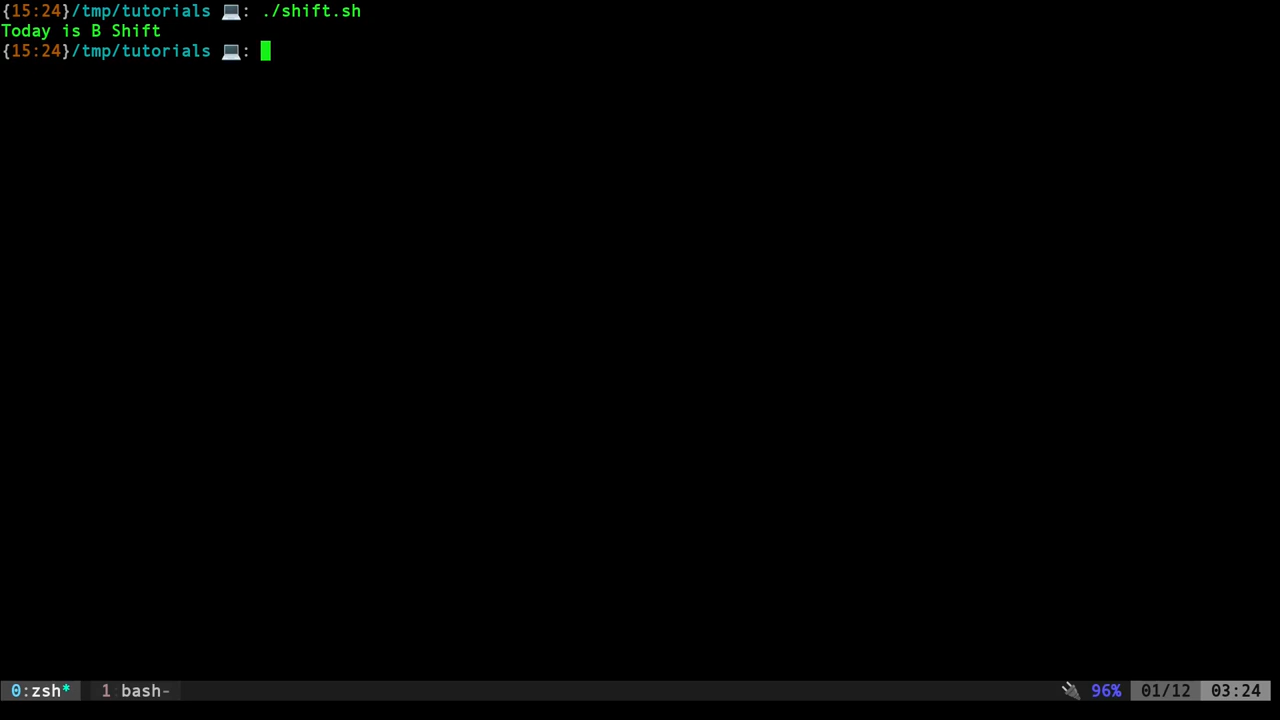 {15:24}/tmp/tutorials 💻: ./shift.sh
Today is B Shift
{15:24}/tmp/tutorials 💻:
0:zsh* 1 bash- 🔌 96% 01/12 03:24